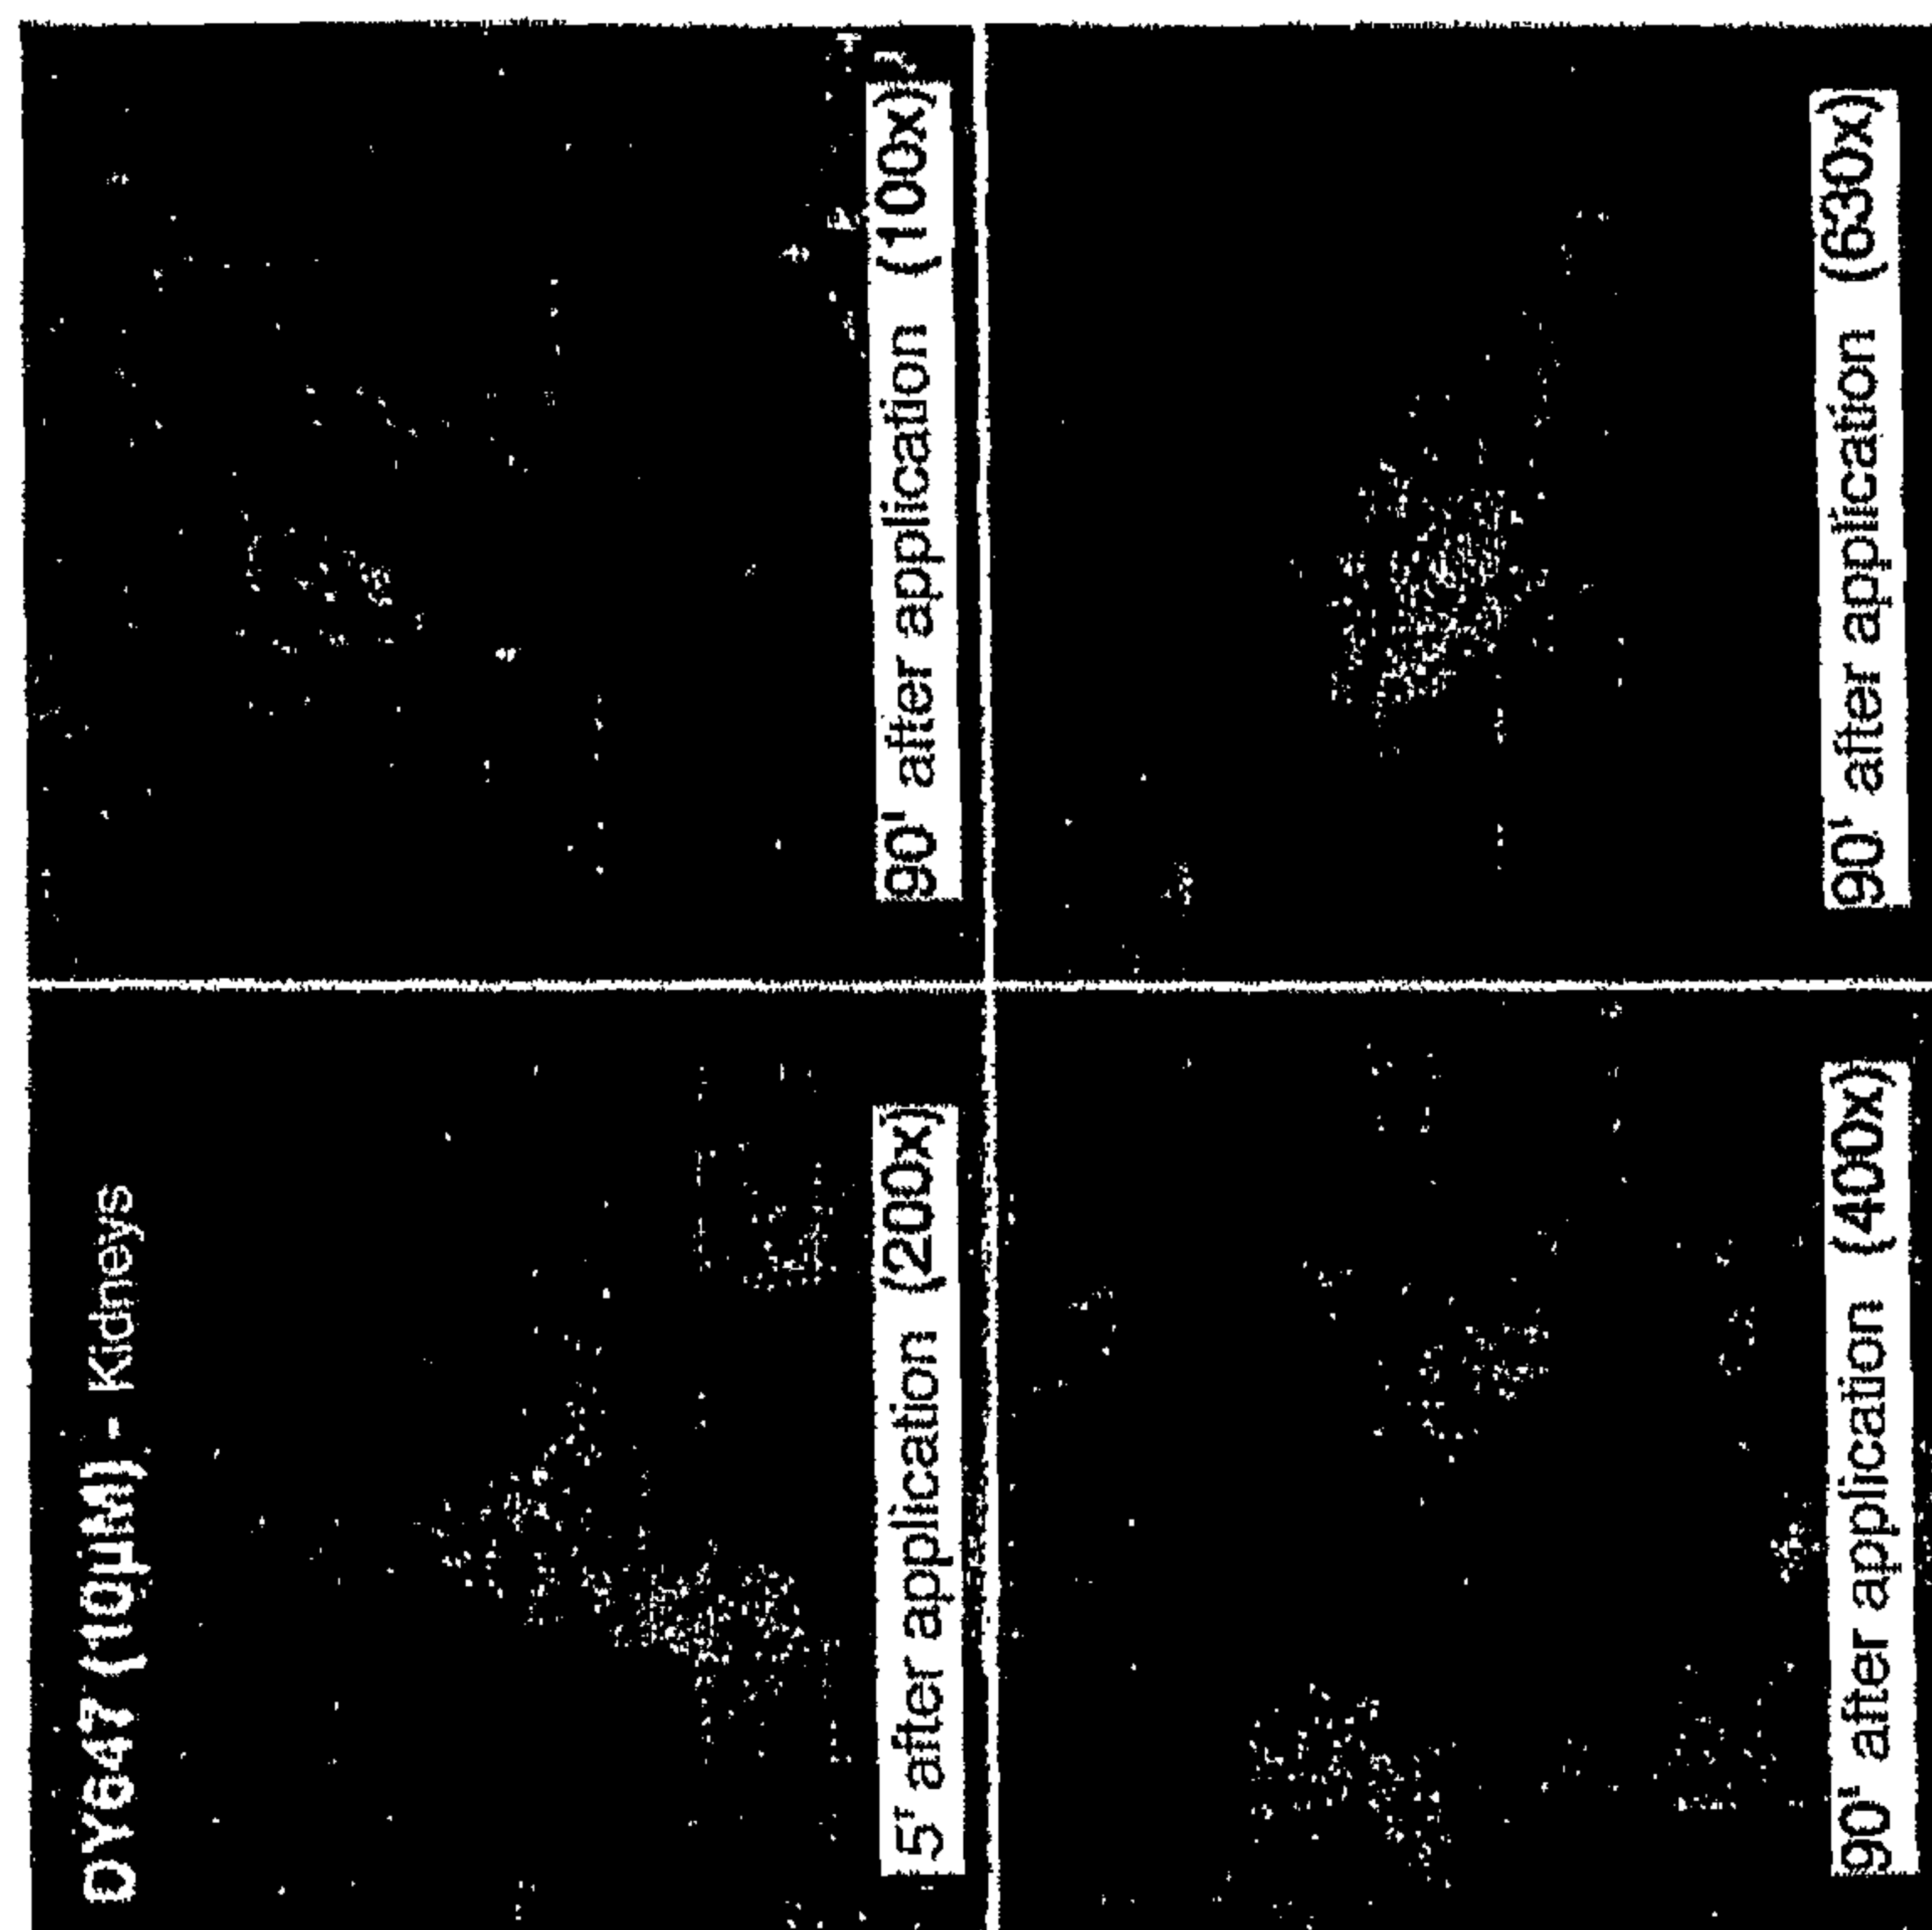 DY647 (10µM) - Kidneys
5' after application (200x)
90' after application (100x)
90' after application (400x)
90' after application (630x)